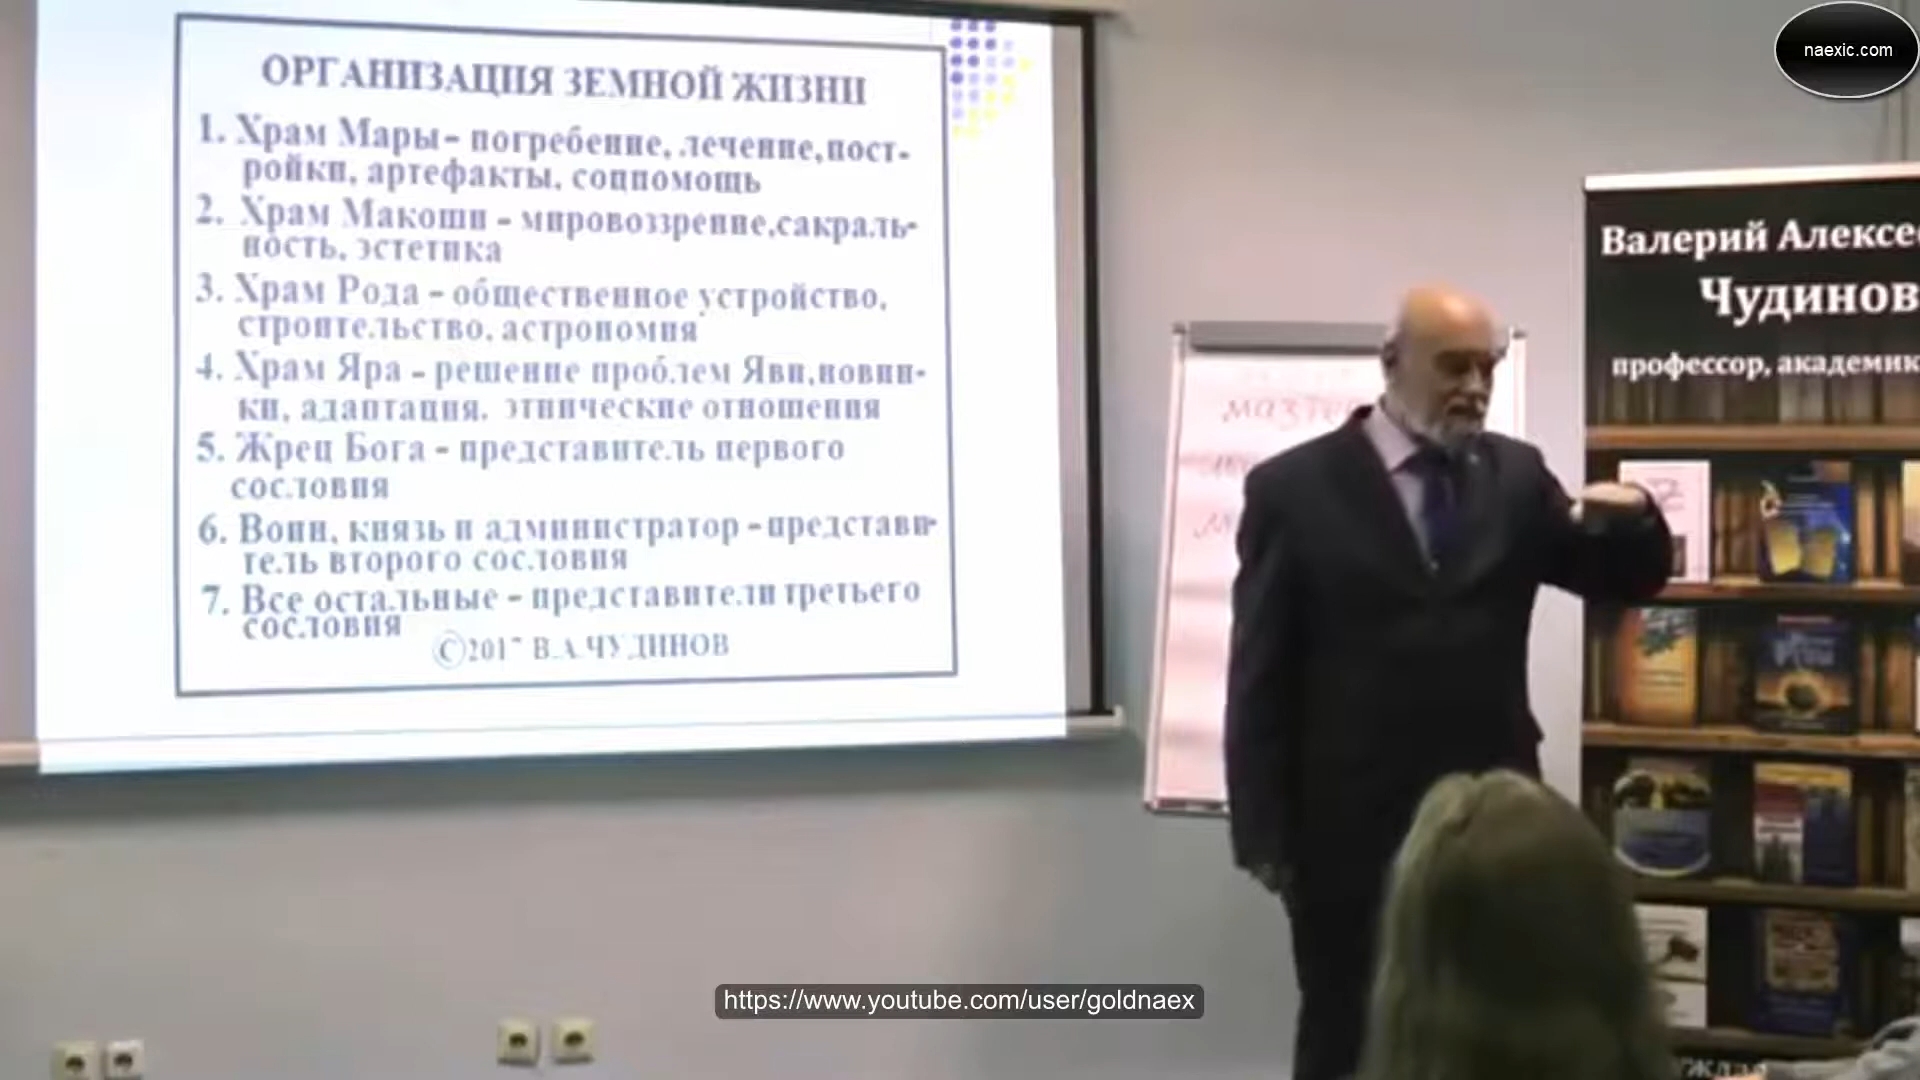 ОРГАНИЗАЦИЯ ЗЕМНОЙ ЖИЗНИ
1. Храм Мары - погребение, лечение, пост-
ройки, артефакты, соцпомощь
2. Храм Макоши - мировоззрение, сакраль-
ность, эстетика
3. Храм Рода - общественное устройство,
строительство, астрономия
4. Храм Яра - решение проблем Яви, новин-
ки, адаптация, этнические отношения
5. Жрец Бога - представитель первого
сословия
6. Воин, князь и администратор - представи-
тель второго сословия
7. Все остальные - представители третьего
сословия
©2017 В.А.ЧУДИНОВ
naexic.com
Валерий Алексе
Чудинов
профессор, академик
https://www.youtube.com/user/goldnaex